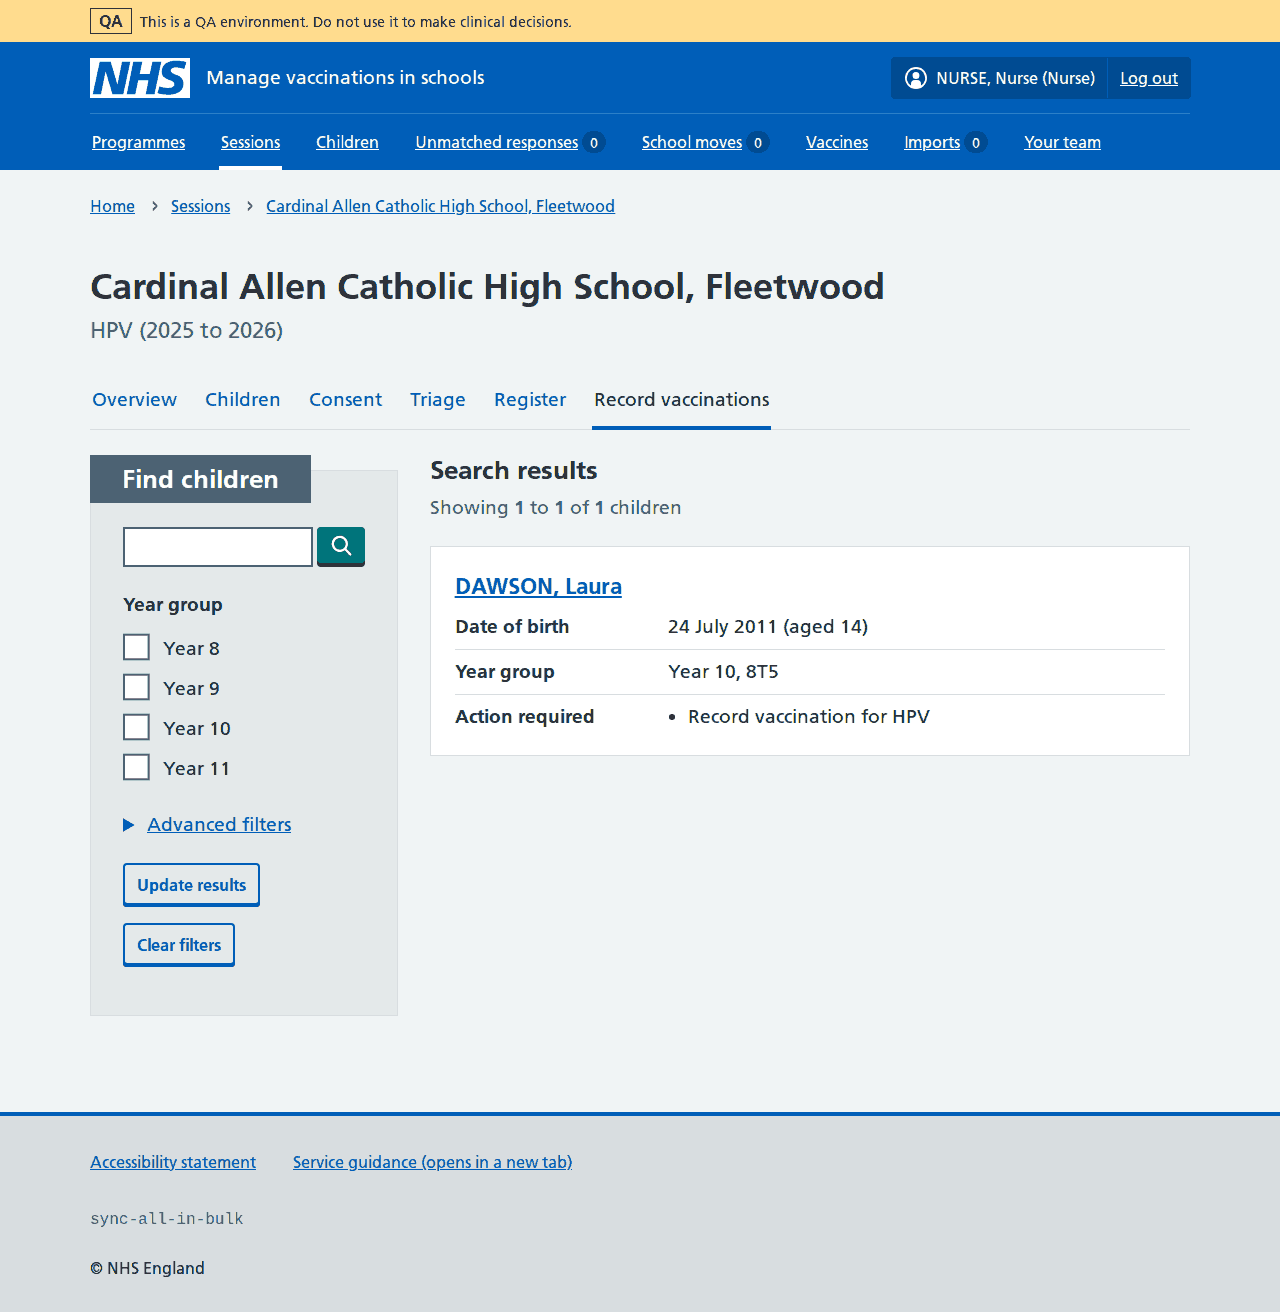 QA This is a QA environment. Do not use it to make clinical decisions.
NHS Manage vaccinations in schools
NURSE, Nurse (Nurse) Log out
Programmes Sessions Children Unmatched responses 0 School moves 0 Vaccines Imports 0 Your team
Home › Sessions › Cardinal Allen Catholic High School, Fleetwood
Cardinal Allen Catholic High School, Fleetwood
HPV (2025 to 2026)
Overview Children Consent Triage Register Record vaccinations
Find children
Year group
Year 8
Year 9
Year 10
Year 11
Advanced filters
Update results
Clear filters
Search results
Showing 1 to 1 of 1 children
DAWSON, Laura
Date of birth 24 July 2011 (aged 14)
Year group Year 10, 8T5
Action required • Record vaccination for HPV
Accessibility statement Service guidance (opens in a new tab)
sync-all-in-bulk
© NHS England